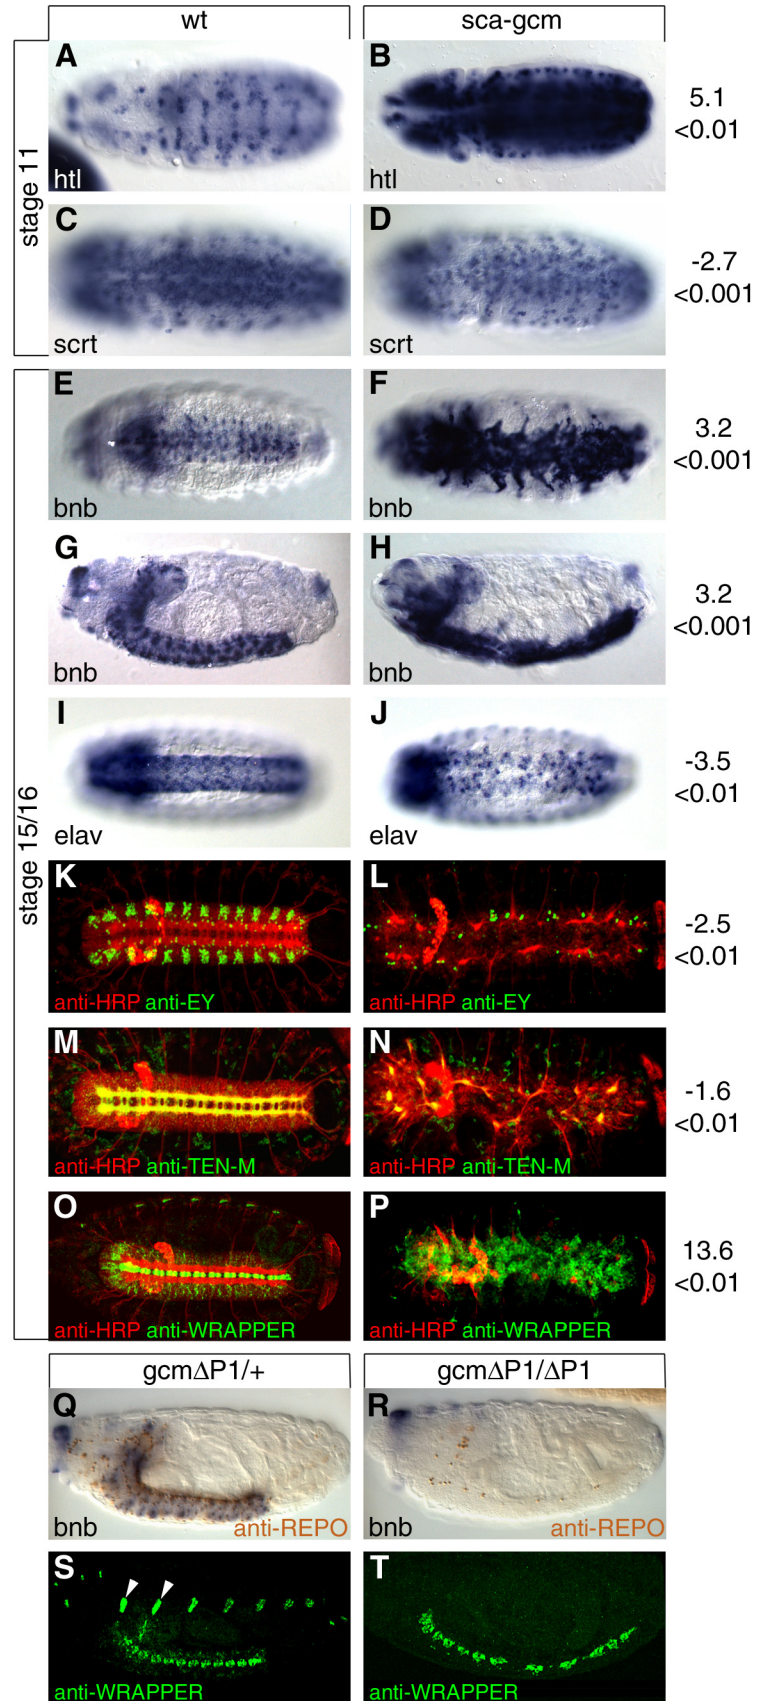 wt
sca-gcm
stage 11
A
htl
B
htl
5.1
<0.01
C
scrt
D
scrt
-2.7
<0.001
stage 15/16
E
bnb
F
bnb
3.2
<0.001
G
bnb
H
bnb
3.2
<0.001
I
elav
J
elav
-3.5
<0.01
K
anti-HRP anti-EY
L
anti-HRP anti-EY
-2.5
<0.01
M
anti-HRP anti-TEN-M
N
anti-HRP anti-TEN-M
-1.6
<0.01
O
anti-HRP anti-WRAPPER
P
anti-HRP anti-WRAPPER
13.6
<0.01
gcmΔP1/+
gcmΔP1/ΔP1
Q
bnb anti-REPO
R
bnb anti-REPO
S
anti-WRAPPER
T
anti-WRAPPER